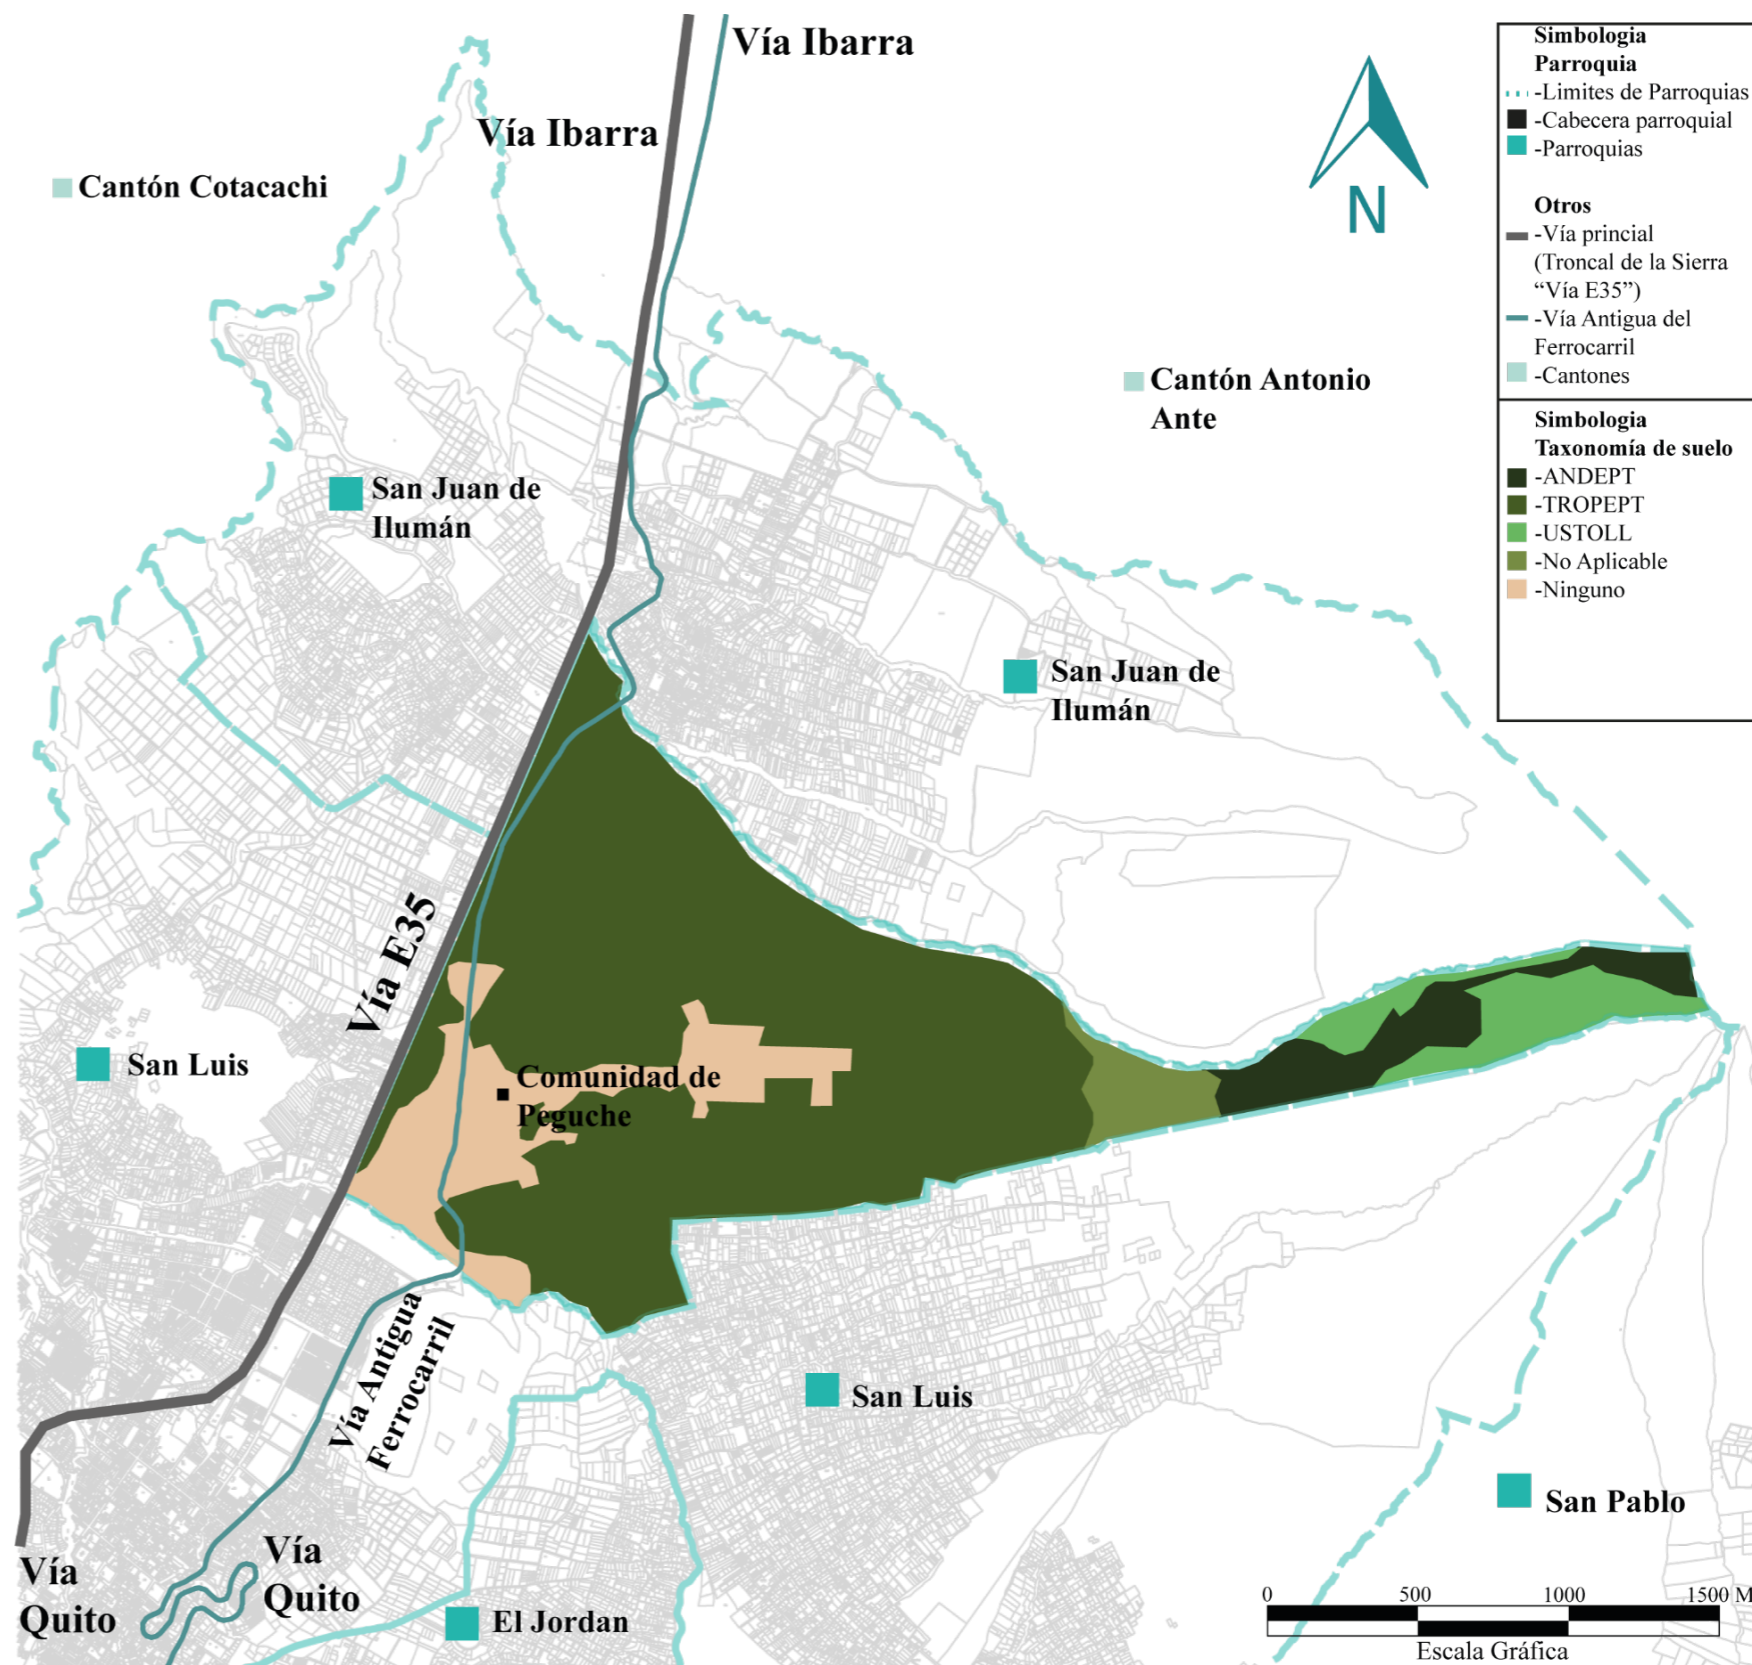 Vía Ibarra
Vía Ibarra
Cantón Cotacachi
N
Cantón Antonio
Ante
San Juan de
Ilumán
San Juan de
Ilumán
Vía E35
San Luis
Comunidad de
Peguche
Vía Antigua
Ferrocarril
San Luis
San Pablo
Vía
Quito
Vía
Quito
El Jordan
Simbologia
Parroquia
-Limites de Parroquias
-Cabecera parroquial
-Parroquias
Otros
-Vía princial
(Troncal de la Sierra
“Vía E35”)
-Vía Antigua del
Ferrocarril
-Cantones
Simbologia
Taxonomía de suelo
-ANDEPT
-TROPEPT
-USTOLL
-No Aplicable
-Ninguno
0 500 1000 1500 M
Escala Gráfica